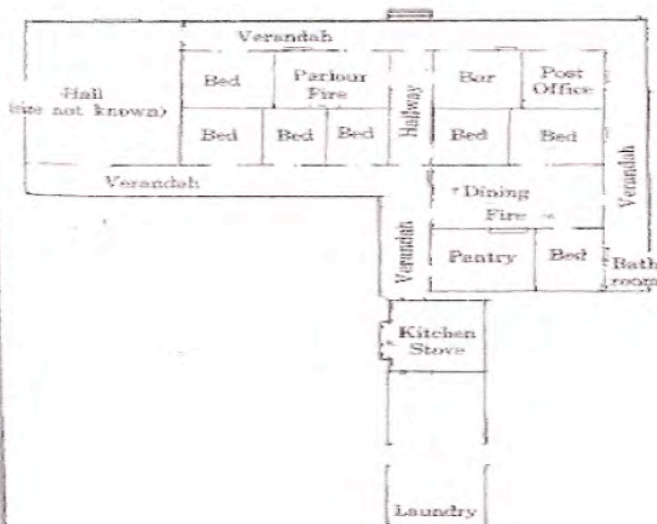 Verandah
Hall
(size not known)
Bed
Parlour
Fire
Hallway
Bar
Post
Office
Bed
Bed
Bed
Bed
Bed
Verandah
Verandah
Dining
Fire
Verandah
Pantry
Bed
Bath
room
Kitchen
Stove
Laundry